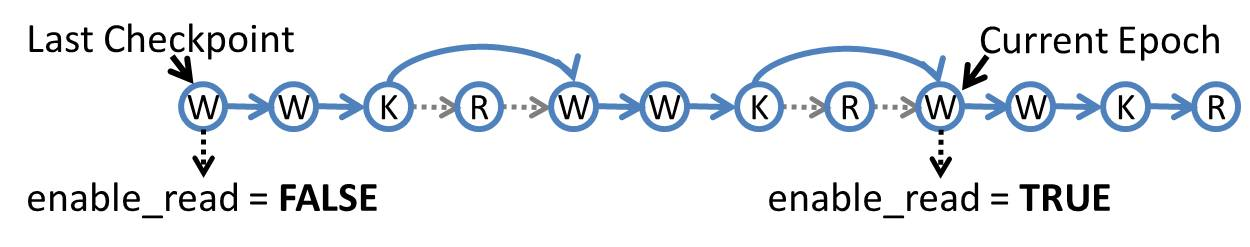 Last Checkpoint
Current Epoch
W W K R W W K R W W K R
enable_read = FALSE
enable_read = TRUE